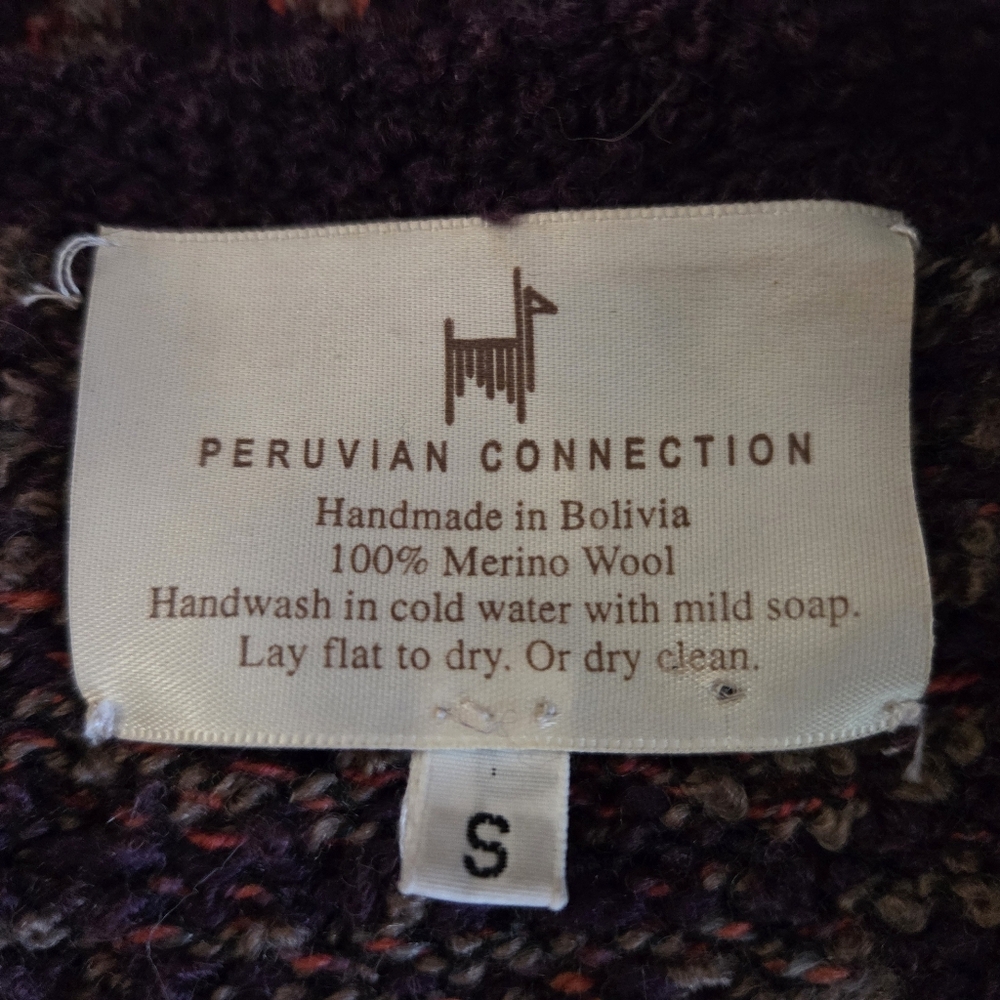 PERUVIAN CONNECTION
Handmade in Bolivia
100% Merino Wool
Handwash in cold water with mild soap.
Lay flat to dry. Or dry clean.
S